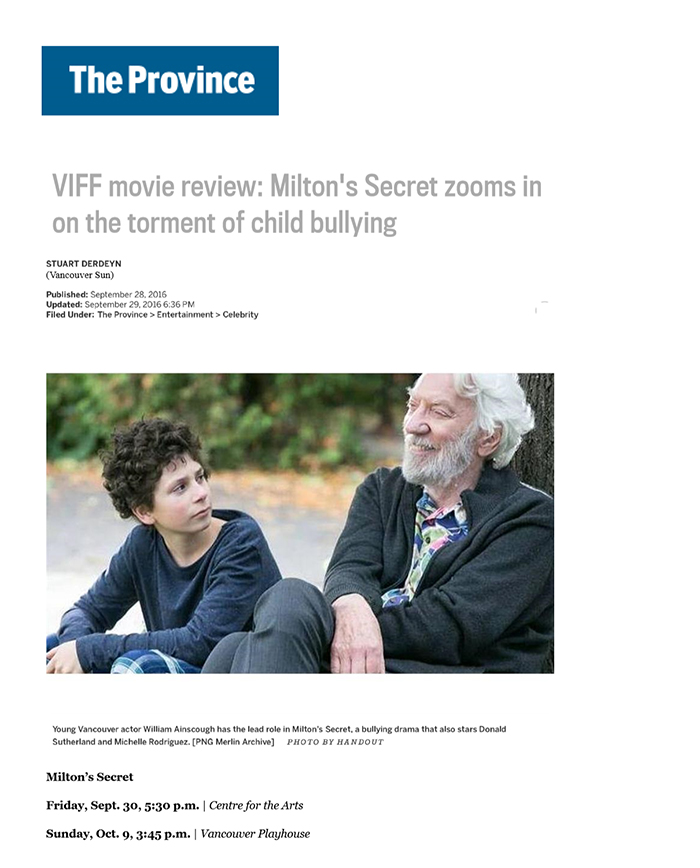 The Province
VIFF movie review: Milton's Secret zooms in
on the torment of child bullying
STUART DERDEYN
(Vancouver Sun)
Published: September 28, 2016
Updated: September 29, 2016 6:36 PM
Filed Under: The Province > Entertainment > Celebrity
Young Vancouver actor William Ainscough has the lead role in Milton's Secret, a bullying drama that also stars Donald
Sutherland and Michelle Rodriguez. [PNG Merlin Archive] PHOTO BY HANDOUT
Milton’s Secret
Friday, Sept. 30, 5:30 p.m. | Centre for the Arts
Sunday, Oct. 9, 3:45 p.m. | Vancouver Playhouse